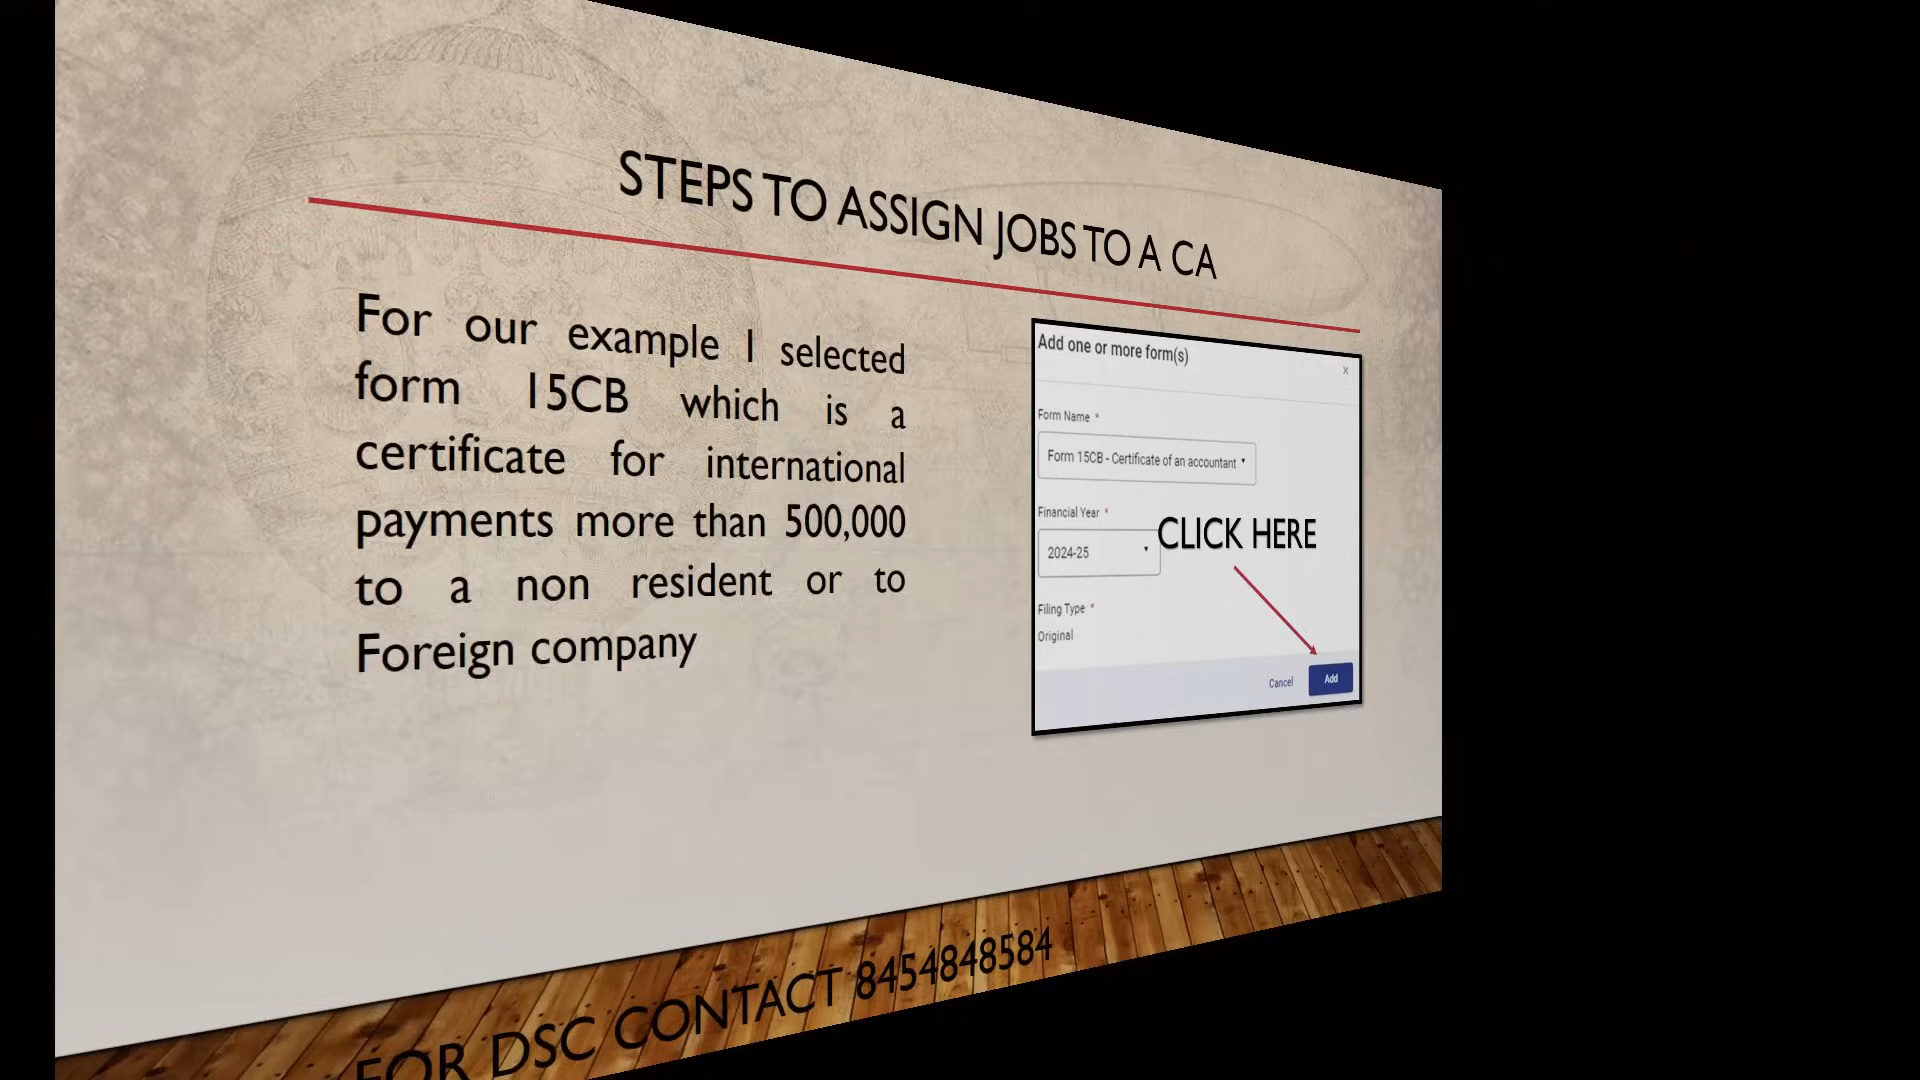 STEPS TO ASSIGN JOBS TO A CA
For our example I selected
form 15CB which is a
certificate for international
payments more than 500,000
to a non resident or to
Foreign company
Add one or more form(s)
x
Form Name *
Form 15CB - Certificate of an accountant
Financial Year *
2024-25
CLICK HERE
Filing Type *
Original
Cancel
Add
FOR DSC CONTACT 8454848584